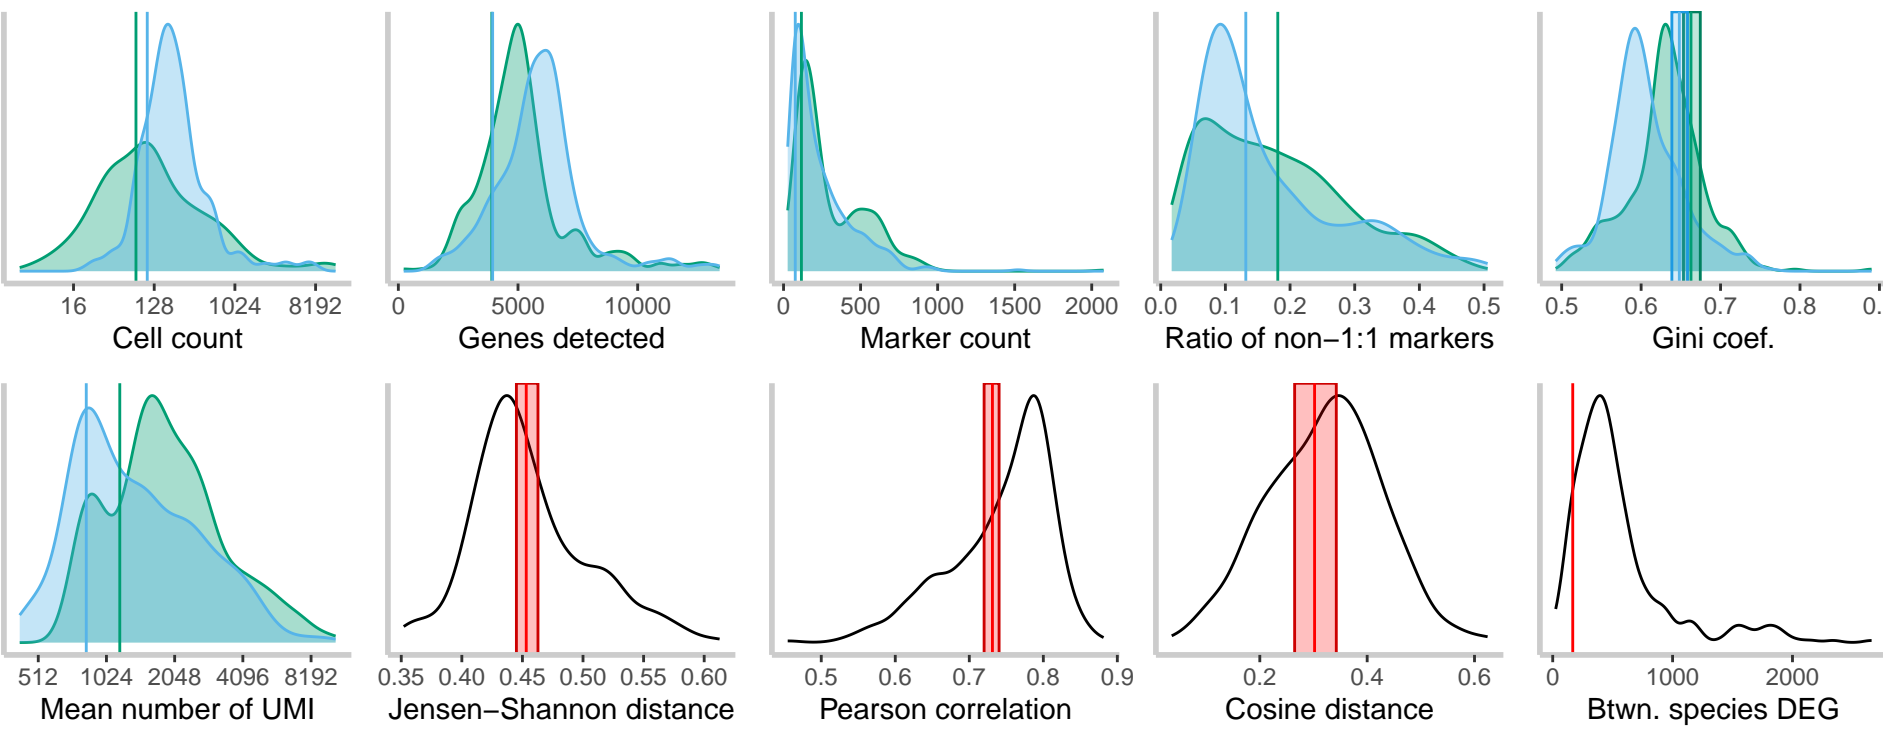 16 128 1024 8192
Cell count
0 5000 10000
Genes detected
0 500 1000 1500 2000
Marker count
0.0 0.1 0.2 0.3 0.4 0.5
Ratio of non−1:1 markers
0.5 0.6 0.7 0.8 0.
Gini coef.
512 1024 2048 4096 8192
Mean number of UMI
0.35 0.40 0.45 0.50 0.55 0.60
Jensen−Shannon distance
0.5 0.6 0.7 0.8 0.9
Pearson correlation
0.2 0.4 0.6
Cosine distance
0 1000 2000
Btwn. species DEG